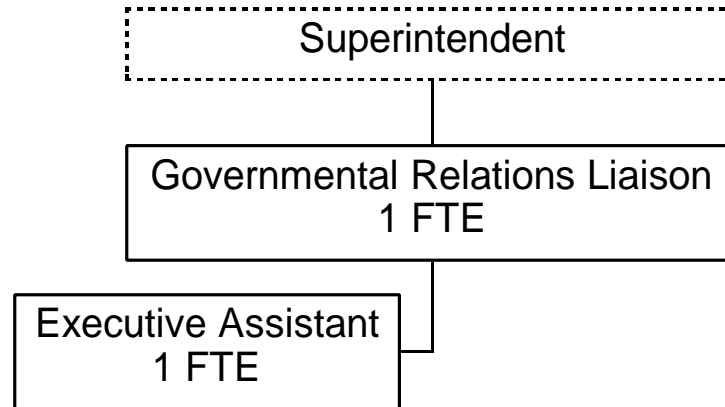 Superintendent
Governmental Relations Liaison
1 FTE
Executive Assistant
1 FTE